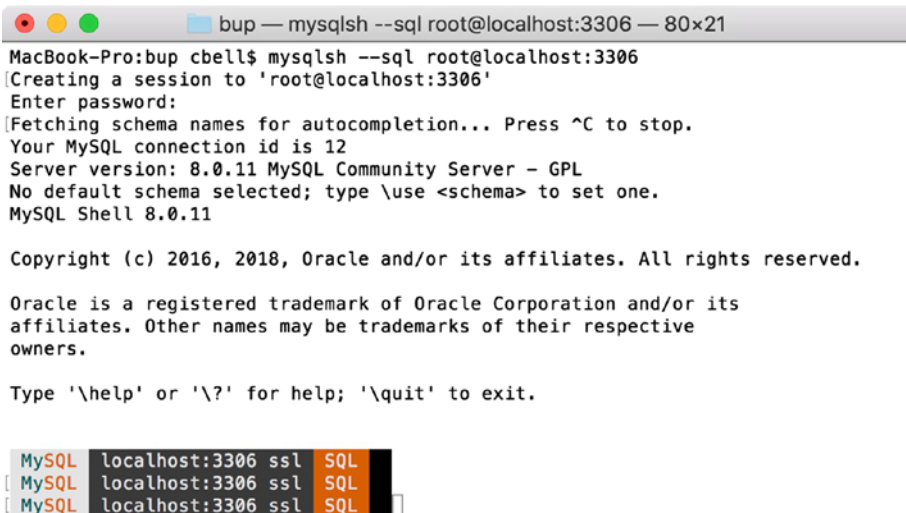 bup — mysqlsh --sql root@localhost:3306 — 80×21
MacBook-Pro:bup cbell$ mysqlsh --sql root@localhost:3306
[Creating a session to 'root@localhost:3306'
Enter password:
[Fetching schema names for autocompletion... Press ^C to stop.
Your MySQL connection id is 12
Server version: 8.0.11 MySQL Community Server - GPL
No default schema selected; type \use <schema> to set one.
MySQL Shell 8.0.11
Copyright (c) 2016, 2018, Oracle and/or its affiliates. All rights reserved.
Oracle is a registered trademark of Oracle Corporation and/or its
affiliates. Other names may be trademarks of their respective
owners.
Type '\help' or '\?' for help; '\quit' to exit.
MySQL localhost:3306 ssl SQL
[ MySQL localhost:3306 ssl SQL
[ MySQL localhost:3306 ssl SQL